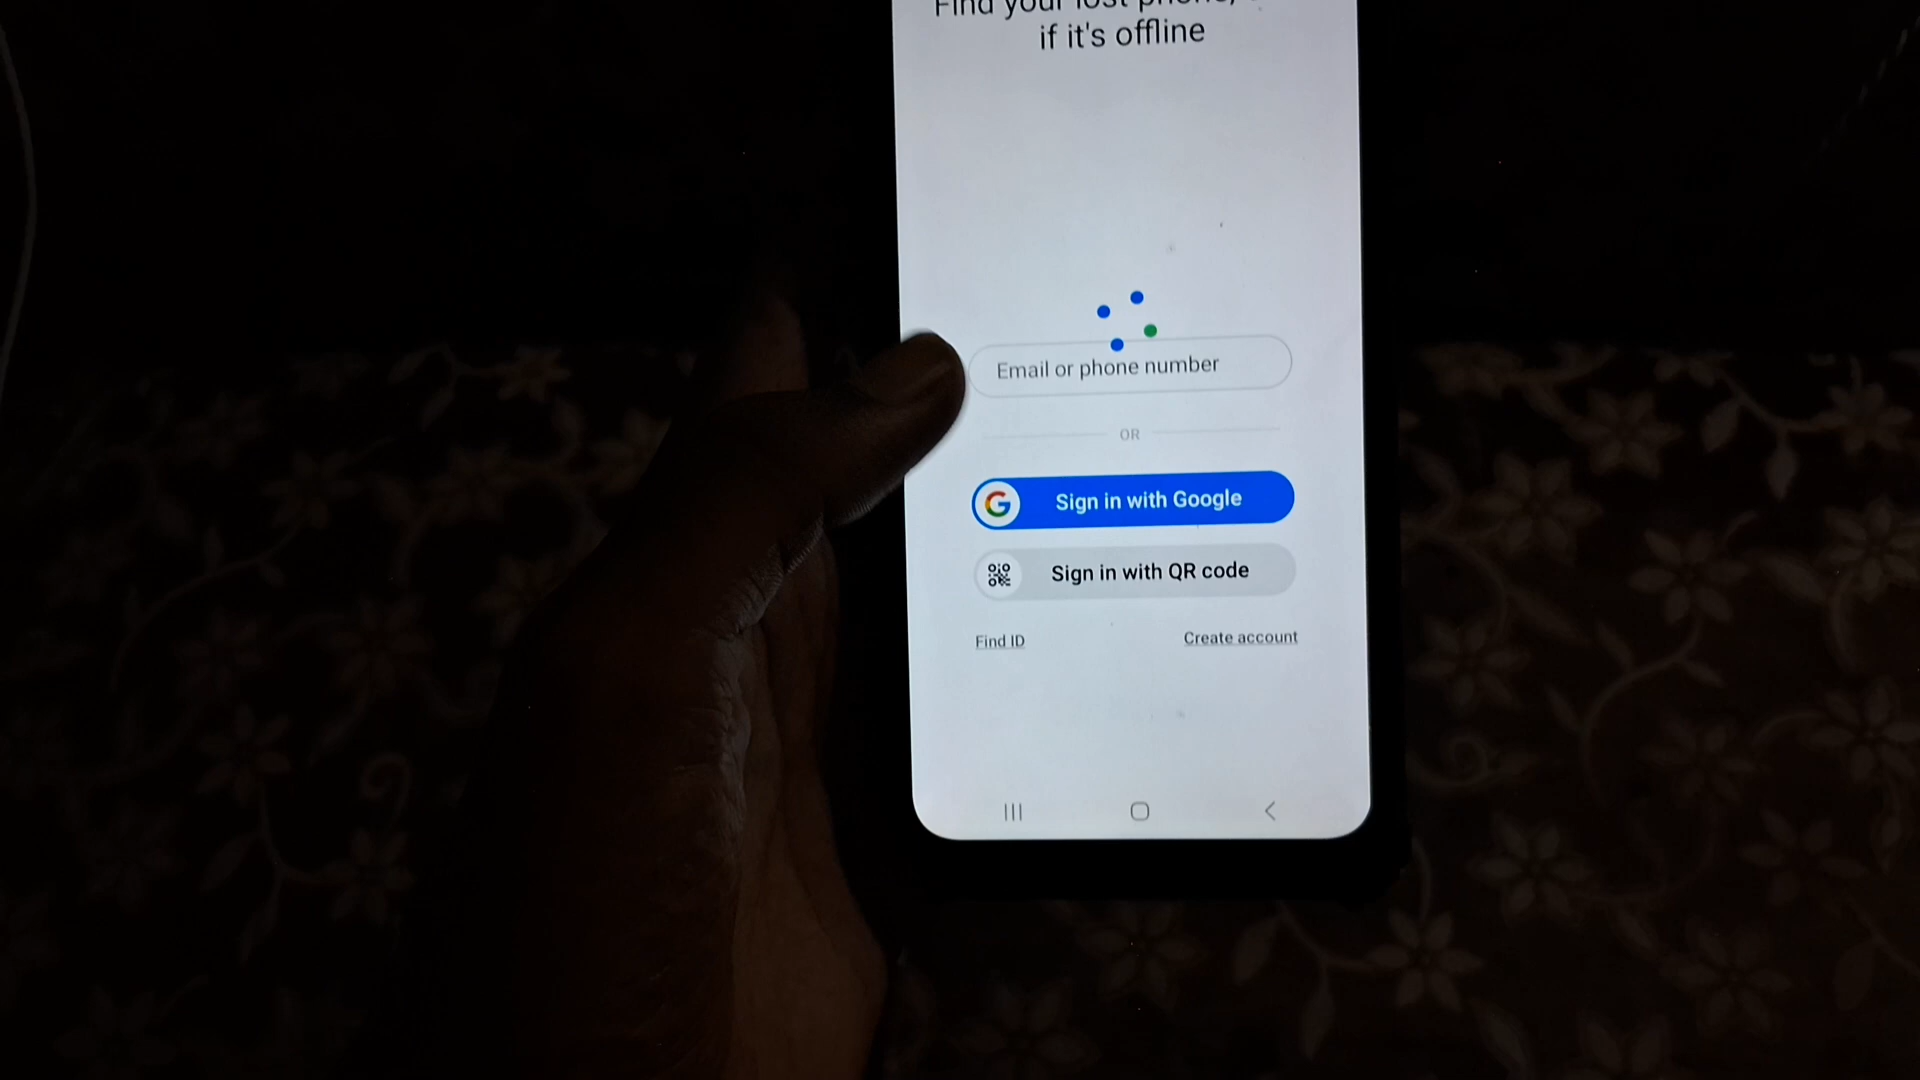 Find your lost phone,
if it's offline
Email or phone number
OR
Sign in with Google
Sign in with QR code
Find ID
Create account